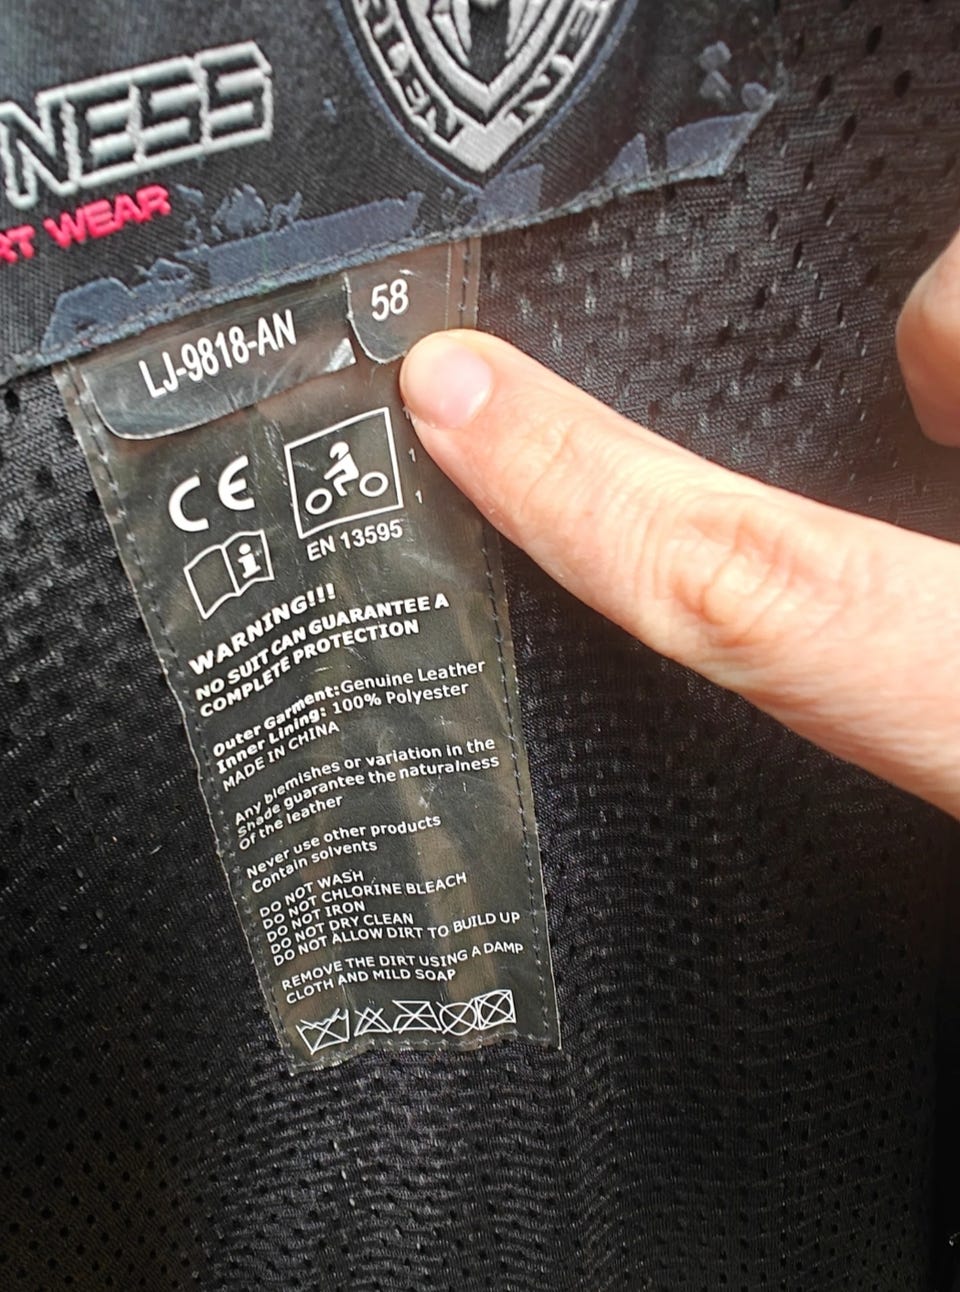 NESS
WEAR
LJ-9818-AN
58
CE
1
1
i
EN 13595
WARNING!!!
NO SUIT CAN GUARANTEE A
COMPLETE PROTECTION
Outer Garment:Genuine Leather
Inner Lining: 100% Polyester
MADE IN CHINA
Any blemishes or variation in the
Shade guarantee the naturalness
Of the leather
Never use other products
Contain solvents
DO NOT WASH
DO NOT CHLORINE BLEACH
DO NOT IRON
DO NOT DRY CLEAN
DO NOT ALLOW DIRT TO BUILD UP
REMOVE THE DIRT USING A DAMP
CLOTH AND MILD SOAP